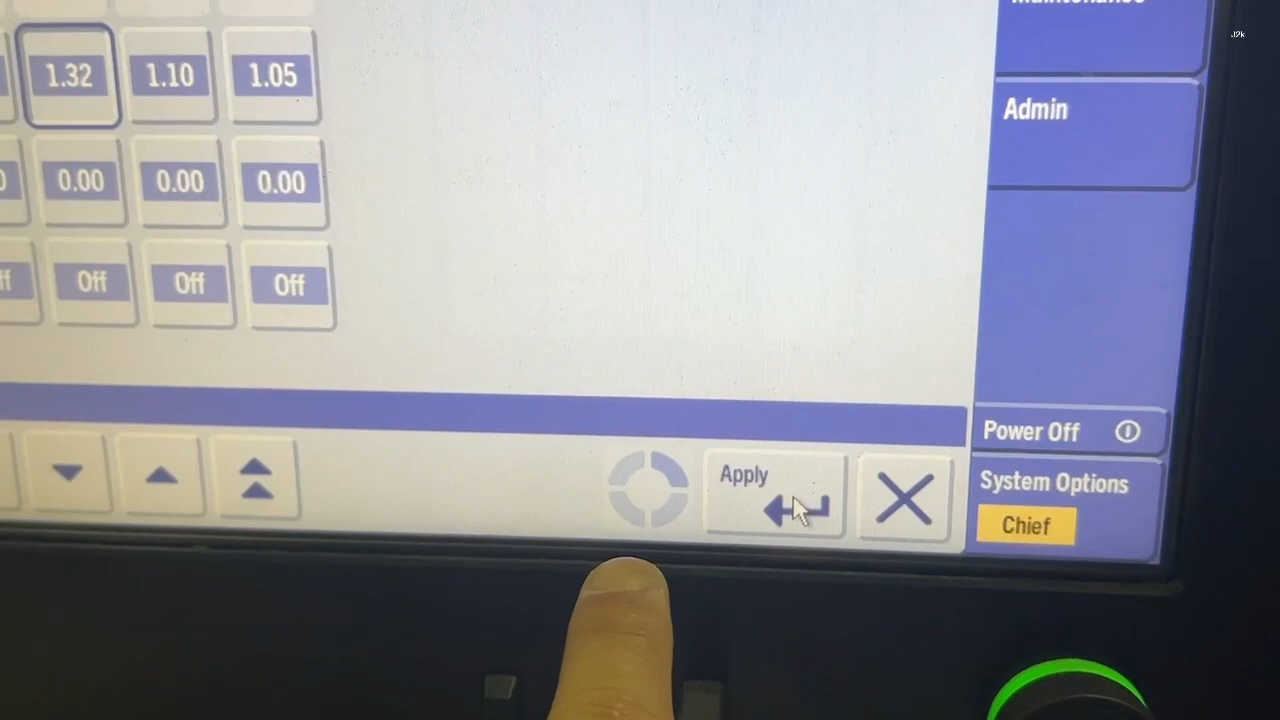 Maintenance
1.32 1.10 1.05
Admin
0.00 0.00 0.00
Off Off Off
Power Off
Apply
System Options
Chief